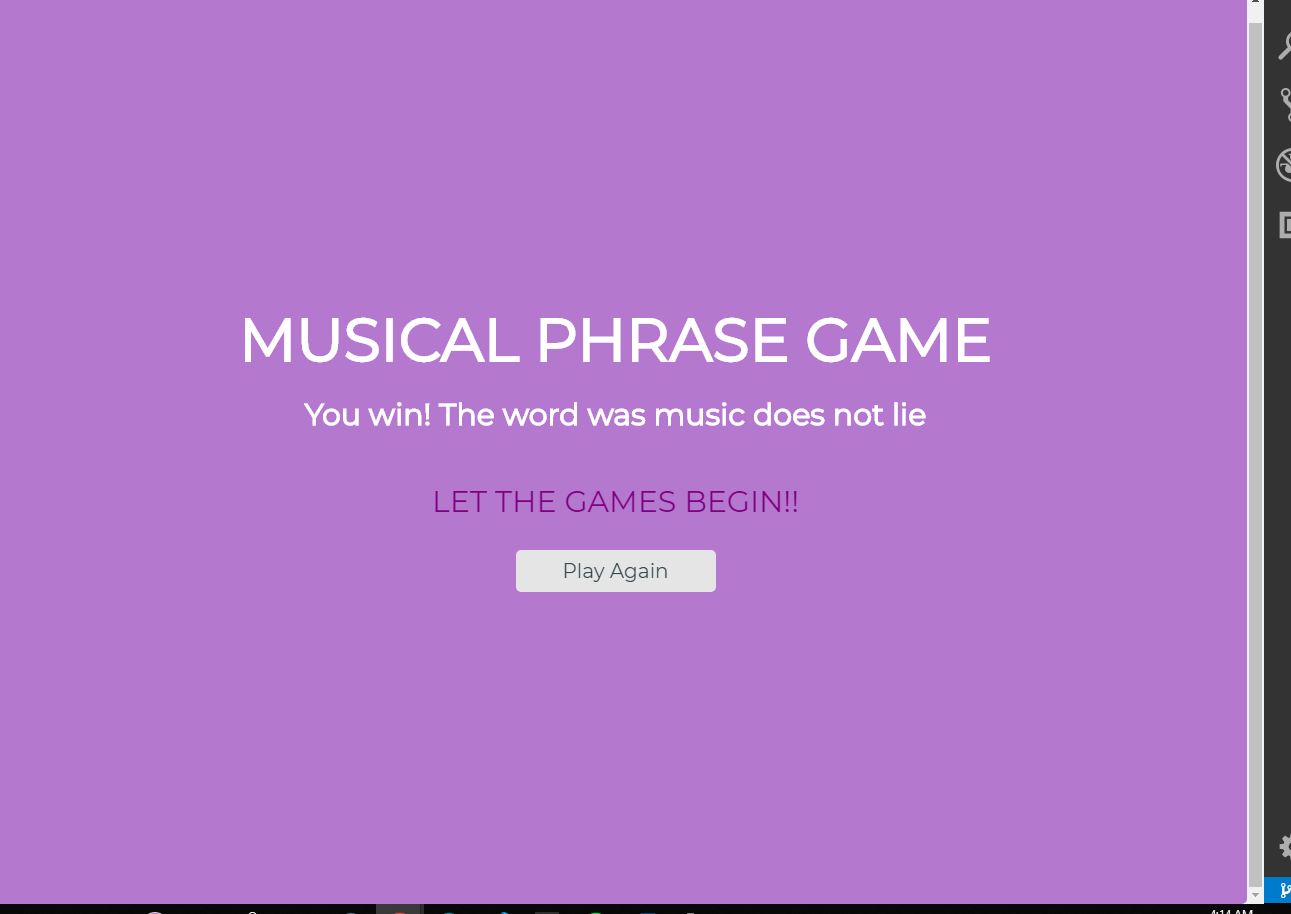 MUSICAL PHRASE GAME
You win! The word was music does not lie
LET THE GAMES BEGIN!!
Play Again